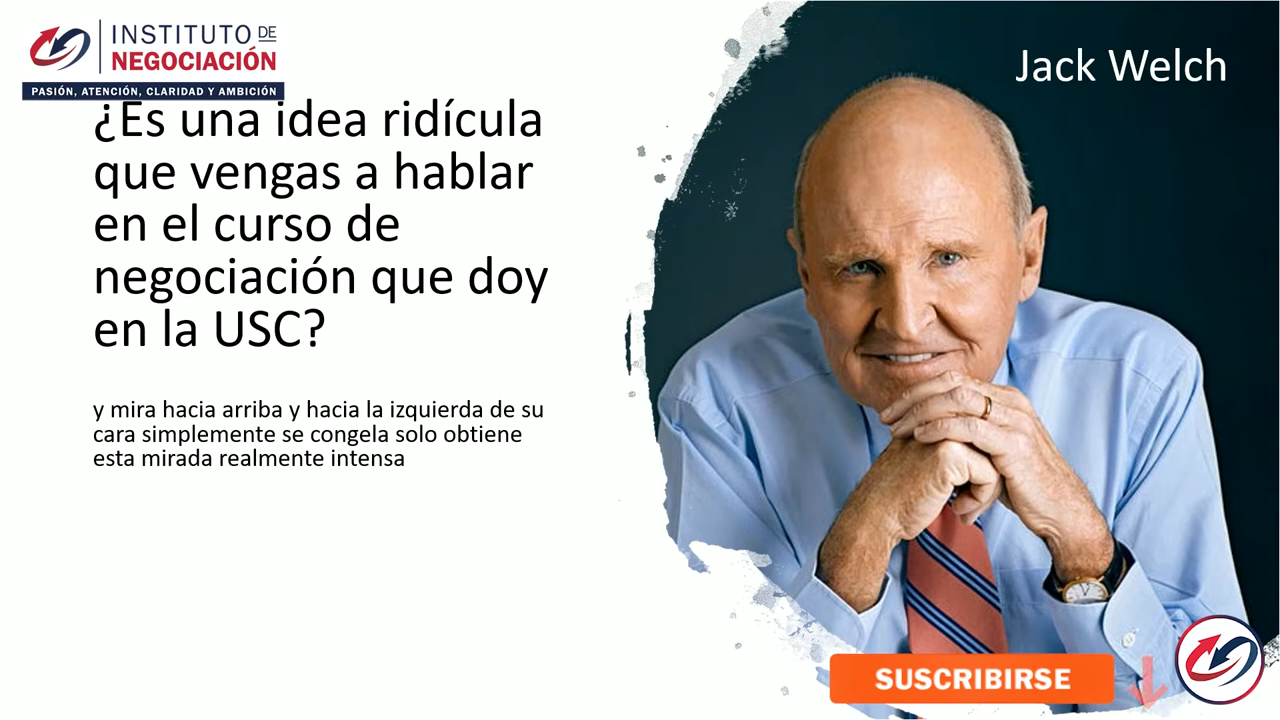 INSTITUTO DE
NEGOCIACIÓN
PASIÓN, ATENCIÓN, CLARIDAD Y AMBICIÓN
Jack Welch
¿Es una idea ridícula
que vengas a hablar
en el curso de
negociación que doy
en la USC?
y mira hacia arriba y hacia la izquierda de su
cara simplemente se congela solo obtiene
esta mirada realmente intensa
SUSCRIBIRSE